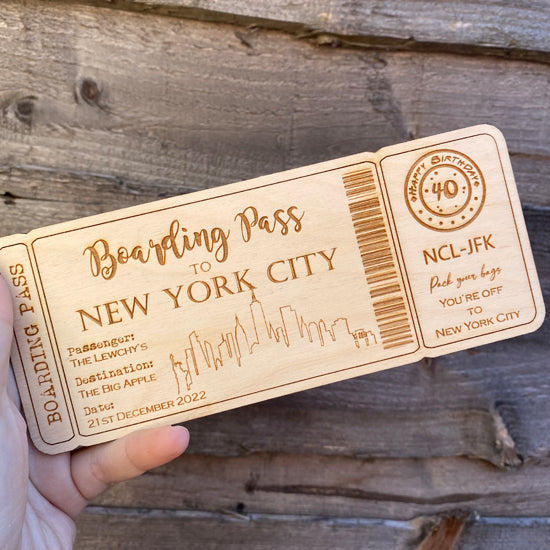 BOARDING PASS
Boarding Pass
TO
NEW YORK CITY
Passenger:
THE LEWCHY'S
Destination:
THE BIG APPLE
Date:
21ST DECEMBER 2022
HAPPY BIRTHDAY
40
NCL-JFK
Pack your bags
YOU'RE OFF
TO
NEW YORK CITY